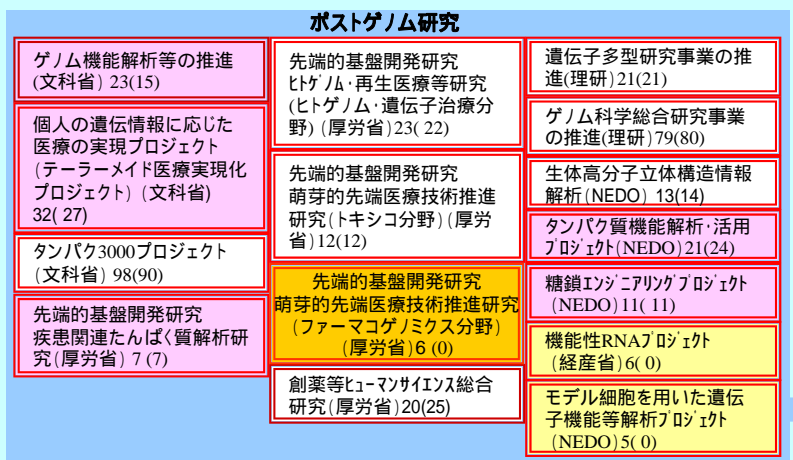 ポストゲノム研究
ゲノム機能解析等の推進
(文科省) 23(15)
個人の遺伝情報に応じた
医療の実現プロジェクト
(テーラーメイド医療実現化
プロジェクト) (文科省)
32( 27)
タンパク3000プロジェクト
(文科省) 98(90)
先端的基盤開発研究
疾患関連たんぱく質解析研
究(厚労省) 7 (7)
先端的基盤開発研究
ﾋﾄｹﾞﾉﾑ･再生医療等研究
(ヒトゲノム･遺伝子治療分
野) (厚労省)23( 22)
先端的基盤開発研究
萌芽的先端医療技術推進
研究(トキシコ分野) (厚労
省)12(12)
先端的基盤開発研究
萌芽的先端医療技術推進研究
(ファーマコゲノミクス分野)
(厚労省)6 (0)
創薬等ﾋｭｰﾏﾝサイエンス総合
研究(厚労省)20(25)
遺伝子多型研究事業の推
進(理研)21(21)
ゲノム科学総合研究事業
の推進(理研)79(80)
生体高分子立体構造情報
解析(NEDO) 13(14)
タンパク質機能解析･活用
ﾌﾟﾛｼﾞｪｸﾄ(NEDO)21(24)
糖鎖ｴﾝｼﾞﾆｱﾘﾝｸﾞﾌﾟﾛｼﾞｪｸﾄ
(NEDO)11( 11)
機能性RNAﾌﾟﾛｼﾞｪｸﾄ
(経産省)6( 0)
モデル細胞を用いた遺伝
子機能等解析ﾌﾟﾛｼﾞｪｸﾄ
(NEDO)5( 0)